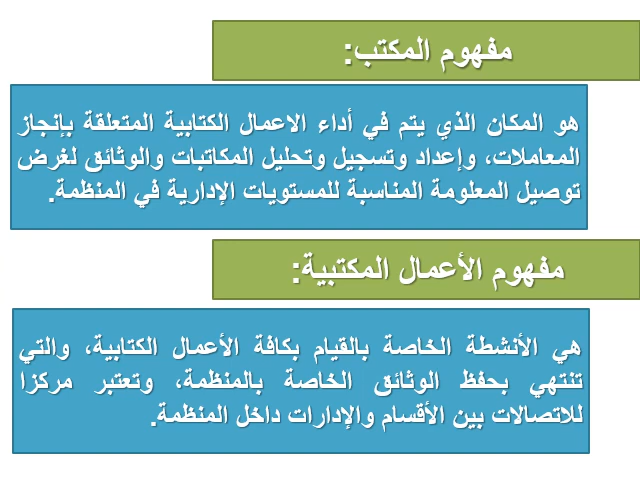 مفهوم المكتب:
هو المكان الذي يتم في أداء الاعمال الكتابية المتعلقة بإنجاز
المعاملات، وإعداد وتسجيل وتحليل المكاتبات والوثائق لغرض
توصيل المعلومة المناسبة للمستويات الإدارية في المنظمة.
مفهوم الأعمال المكتبية:
هي الأنشطة الخاصة بالقيام بكافة الأعمال الكتابية، والتي
تنتهي بحفظ الوثائق الخاصة بالمنظمة، وتعتبر مركزا
للاتصالات بين الأقسام والإدارات داخل المنظمة.